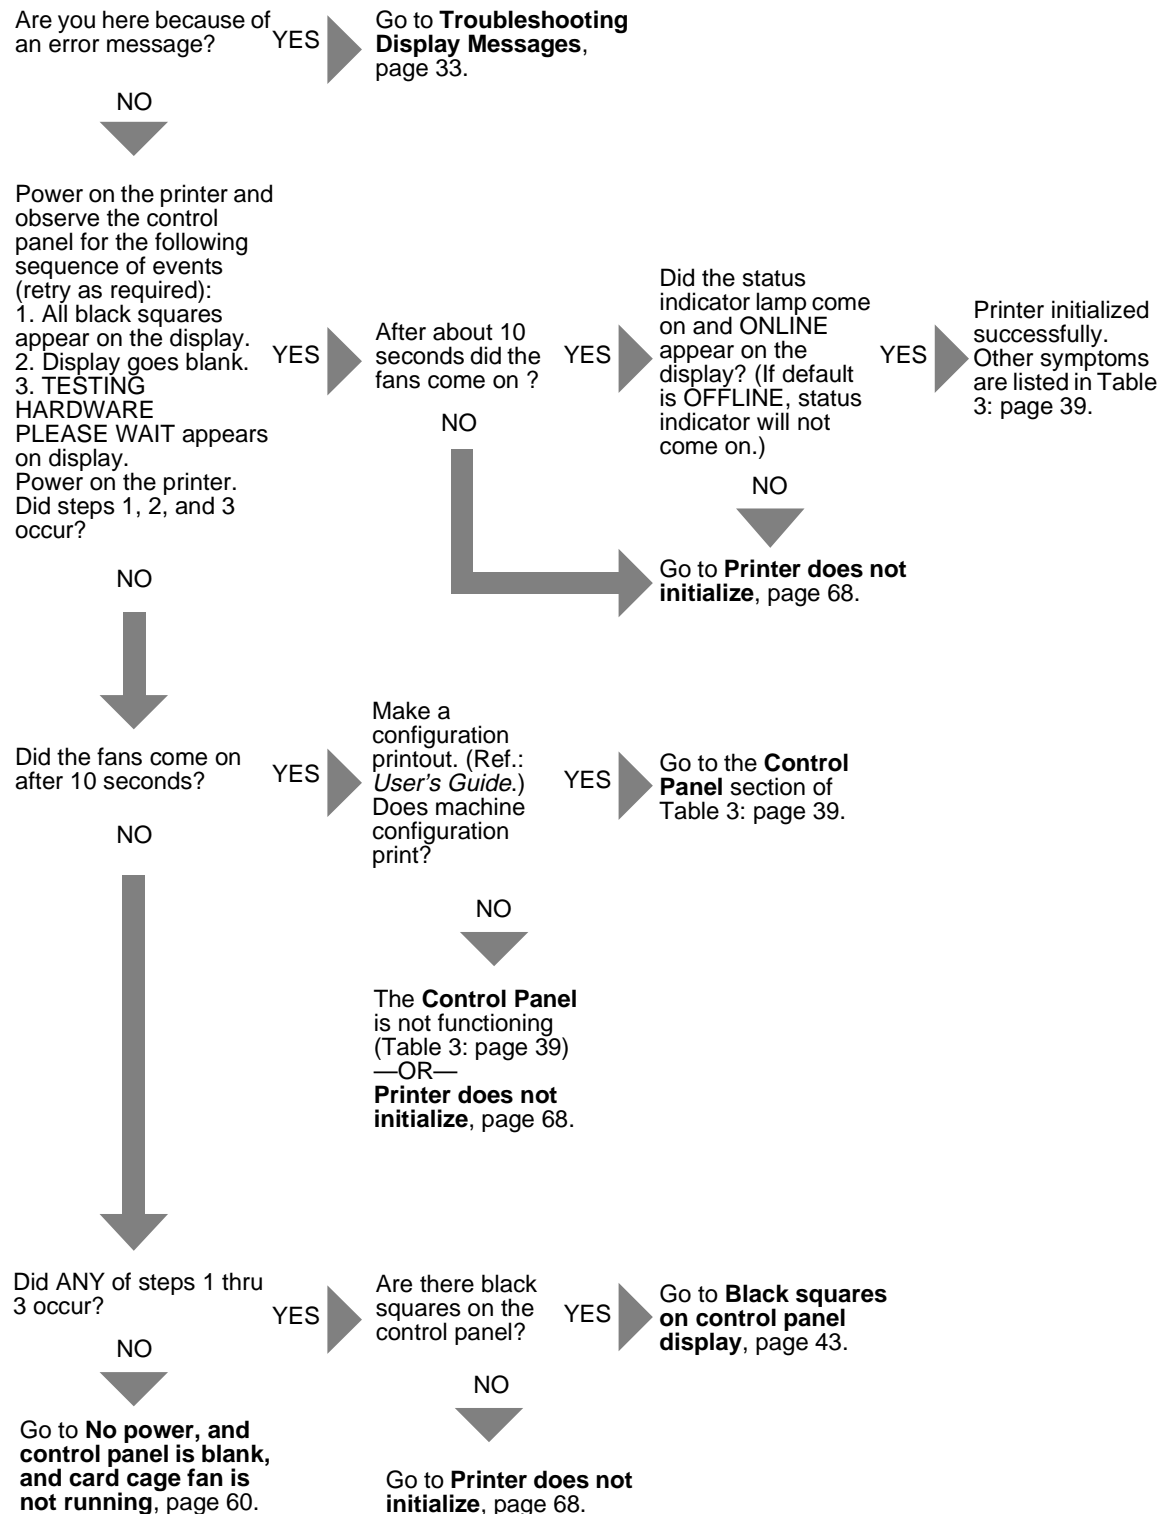 Are you here because of
an error message?
YES
Go to Troubleshooting
Display Messages,
page 33.
NO
Power on the printer and
observe the control
panel for the following
sequence of events
(retry as required):
1. All black squares
appear on the display.
2. Display goes blank.
3. TESTING
HARDWARE
PLEASE WAIT appears
on display.
Power on the printer.
Did steps 1, 2, and 3
occur?
YES
After about 10
seconds did the
fans come on ?
YES
Did the status
indicator lamp come
on and ONLINE
appear on the
display? (If default
is OFFLINE, status
indicator will not
come on.)
YES
Printer initialized
successfully.
Other symptoms
are listed in Table
3: page 39.
NO
NO
Go to Printer does not
initialize, page 68.
NO
Did the fans come on
after 10 seconds?
YES
Make a
configuration
printout. (Ref.:
User's Guide.)
Does machine
configuration
print?
YES
Go to the Control
Panel section of
Table 3: page 39.
NO
NO
The Control Panel
is not functioning
(Table 3: page 39)
—OR—
Printer does not
initialize, page 68.
Did ANY of steps 1 thru
3 occur?
YES
Are there black
squares on the
control panel?
YES
Go to Black squares
on control panel
display, page 43.
NO
NO
Go to No power, and
control panel is blank,
and card cage fan is
not running, page 60.
Go to Printer does not
initialize, page 68.